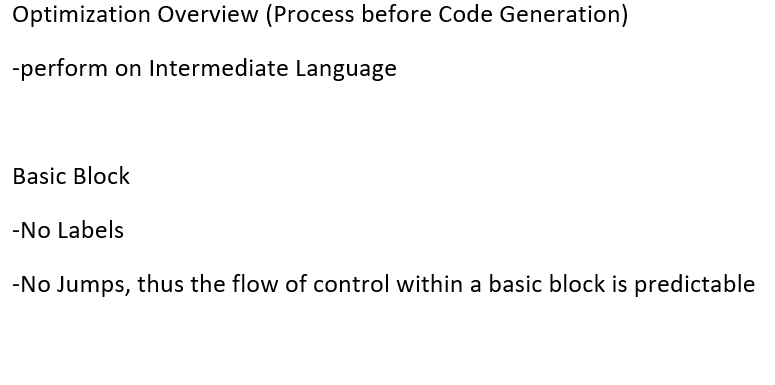 Optimization Overview (Process before Code Generation)
-perform on Intermediate Language
Basic Block
-No Labels
-No Jumps, thus the flow of control within a basic block is predictable